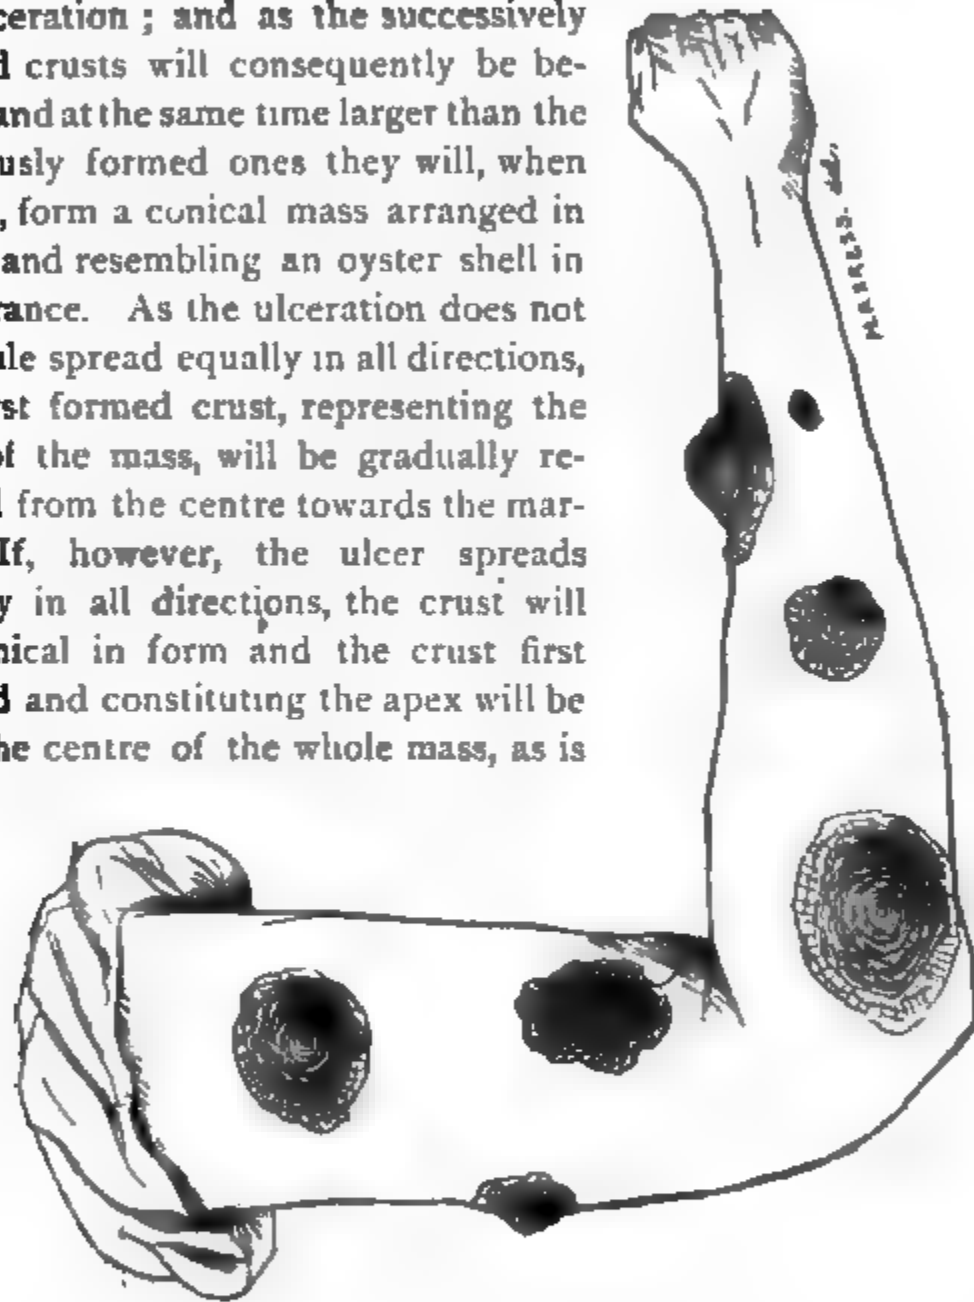 ceration ; and as the successively
d crusts will consequently be be-
and at the same time larger than the
usly formed ones they will, when
, form a conical mass arranged in
and resembling an oyster shell in
rance. As the ulceration does not
ule spread equally in all directions,
rst formed crust, representing the
of the mass, will be gradually re-
d from the centre towards the mar-
If, however, the ulcer spreads
y in all directions, the crust will
nical in form and the crust first
d and constituting the apex will be
he centre of the whole mass, as is